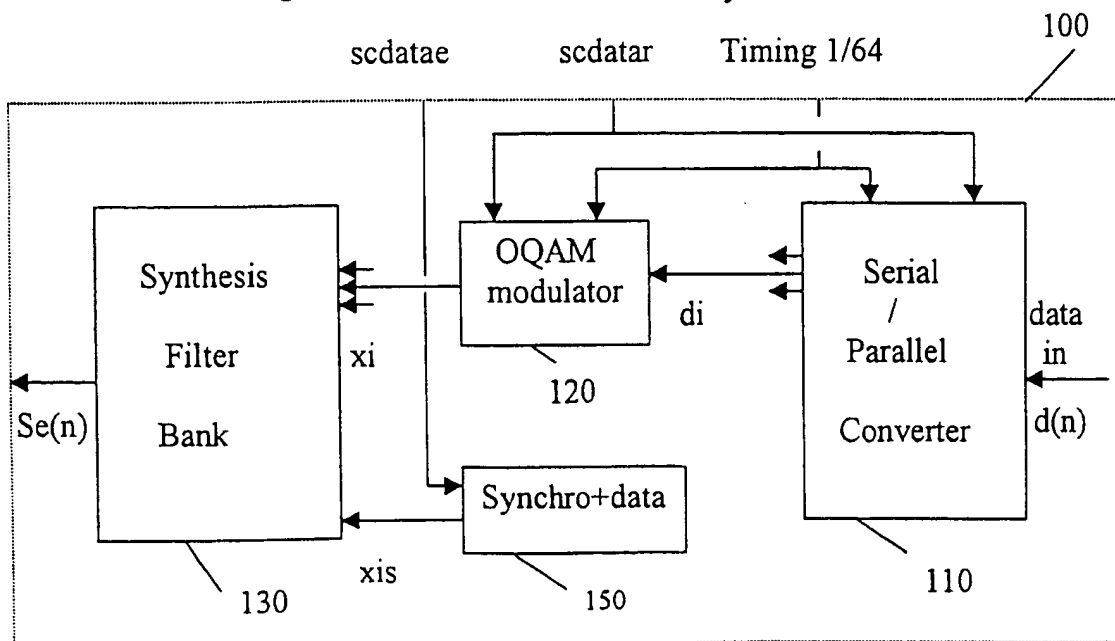 100
scdatae scdatar Timing 1/64
OQAM
modulator
Synthesis
Filter
Bank
Serial
/
Parallel
Converter
di
data
in
d(n)
xi
120
Se(n)
Synchro+data
xis
130
150
110